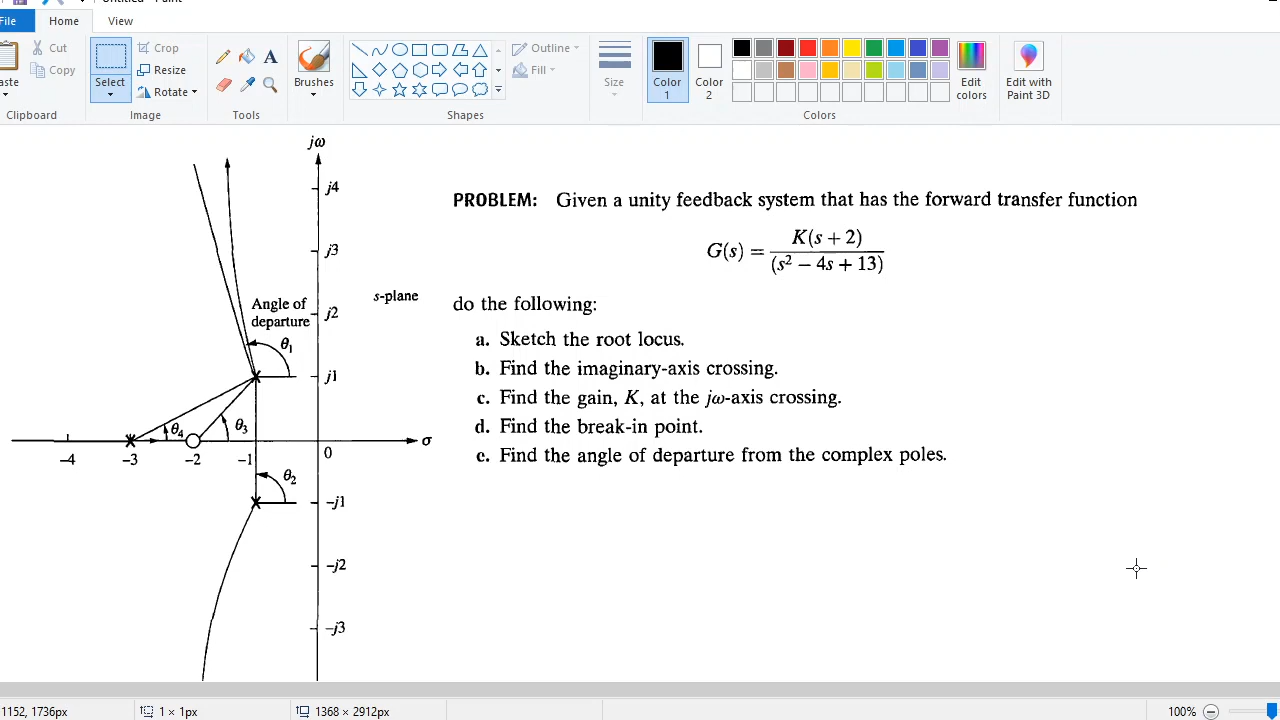 Untitled - Paint
File Home View
Cut
Copy
Select
Crop
Resize
Rotate
Brushes
Outline
Fill
Size
Color 1
Color 2
Edit colors
Edit with Paint 3D
Clipboard
Image
Tools
Shapes
Colors
jω
j4
j3
j2
j1
s-plane
Angle of
departure
θ1
θ4
θ3
θ2
-4 -3 -2 -1 0 σ
-j1
-j2
-j3
PROBLEM: Given a unity feedback system that has the forward transfer function
G(s) = K(s + 2) / (s² − 4s + 13)
do the following:
a. Sketch the root locus.
b. Find the imaginary-axis crossing.
c. Find the gain, K, at the jω-axis crossing.
d. Find the break-in point.
e. Find the angle of departure from the complex poles.
1152, 1736px
1 × 1px
1368 × 2912px
100%